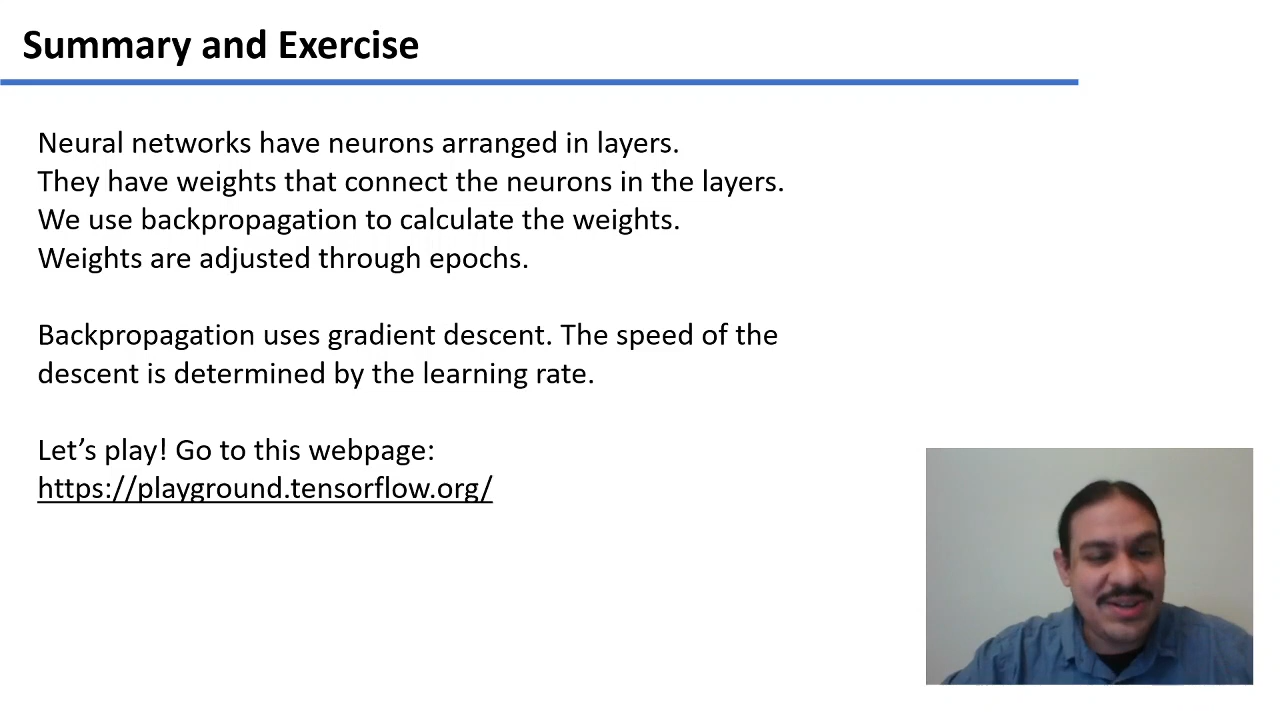 Summary and Exercise
Neural networks have neurons arranged in layers.
They have weights that connect the neurons in the layers.
We use backpropagation to calculate the weights.
Weights are adjusted through epochs.
Backpropagation uses gradient descent. The speed of the
descent is determined by the learning rate.
Let’s play! Go to this webpage:
https://playground.tensorflow.org/